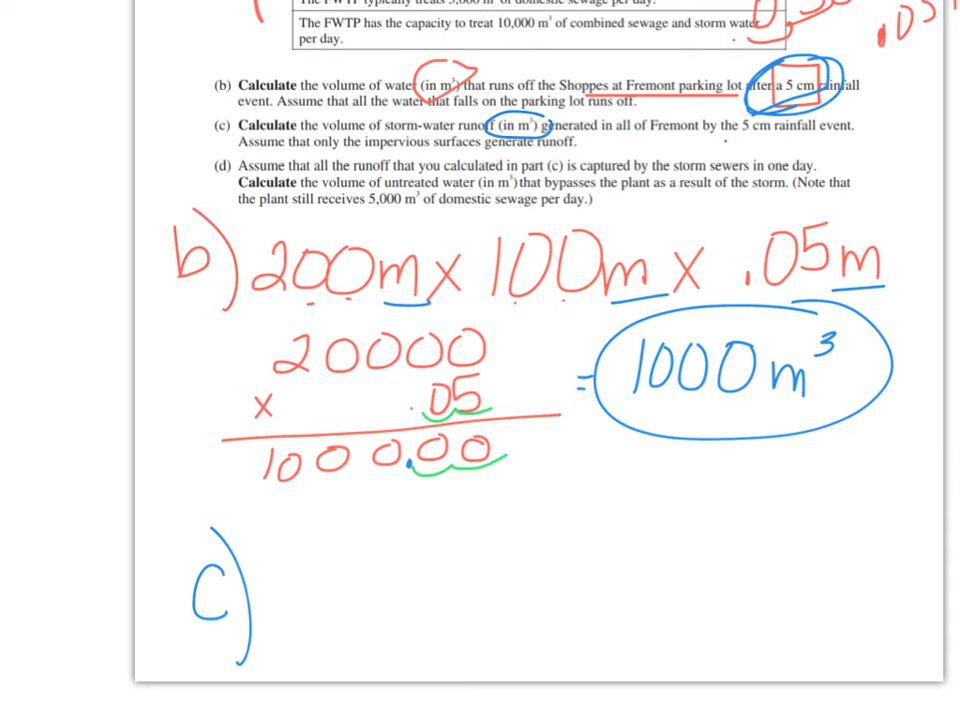 The FWTP has the capacity to treat 10,000 m³ of combined sewage and storm water
per day.
.05
(b) Calculate the volume of water (in m³) that runs off the Shoppes at Fremont parking lot after a 5 cm rainfall
event. Assume that all the water that falls on the parking lot runs off.
(c) Calculate the volume of storm-water runoff (in m³) generated in all of Fremont by the 5 cm rainfall event.
Assume that only the impervious surfaces generate runoff.
(d) Assume that all the runoff that you calculated in part (c) is captured by the storm sewers in one day.
Calculate the volume of untreated water (in m³) that bypasses the plant as a result of the storm. (Note that
the plant still receives 5,000 m³ of domestic sewage per day.)
b) 200m x 100m x .05m
20000
x .05
1000.00
= 1000 m³
c)